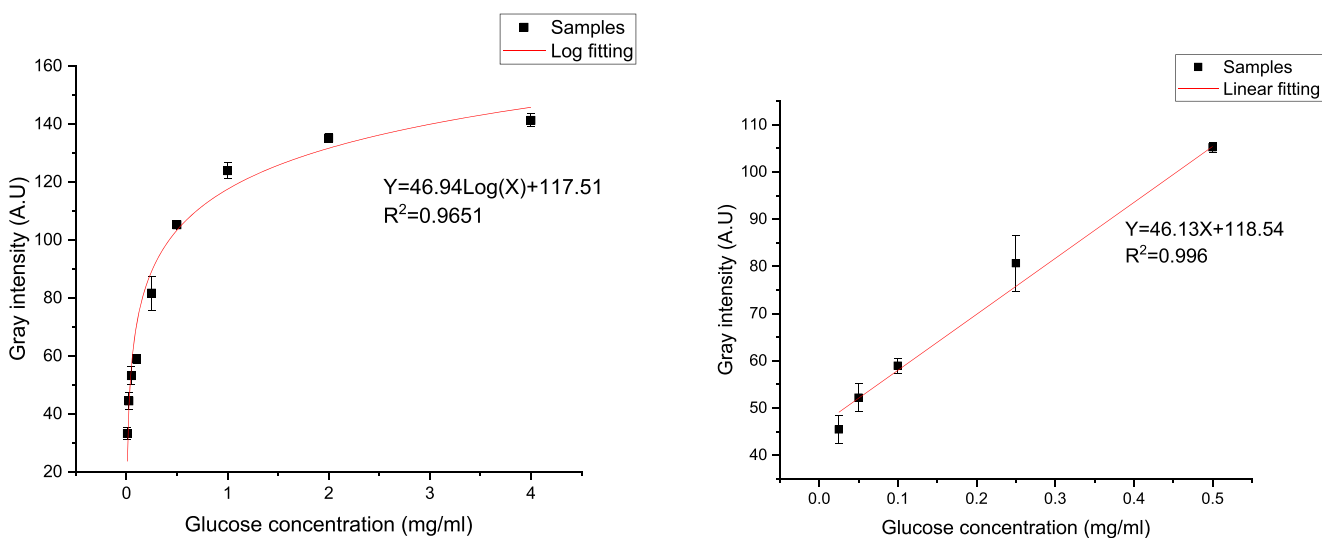 Samples
Log fitting
160
140
120
100
80
60
40
20
Gray intensity (A.U)
Y=46.94Log(X)+117.51
R²=0.9651
0 1 2 3 4
Glucose concentration (mg/ml)
Samples
Linear fitting
110
100
90
80
70
60
50
40
Gray intensity (A.U)
Y=46.13X+118.54
R²=0.996
0.0 0.1 0.2 0.3 0.4 0.5
Glucose concentration (mg/ml)